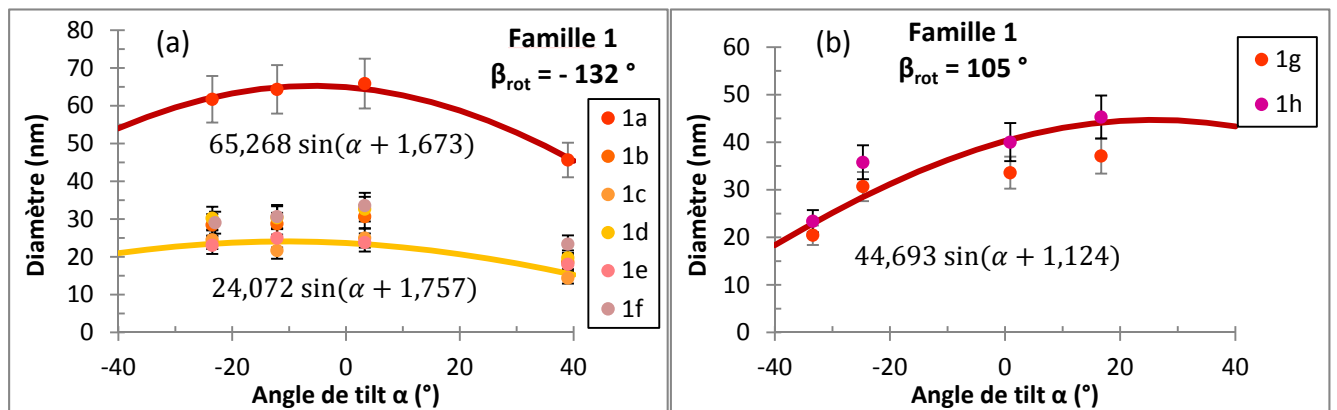 (a)
Famille 1
βrot = - 132 °
Diamètre (nm)
80
70
60
50
40
30
20
10
0
65,268 sin(α + 1,673)
24,072 sin(α + 1,757)
1a
1b
1c
1d
1e
1f
-40
-20
0
20
40
Angle de tilt α (°)
(b)
Famille 1
βrot = 105 °
Diamètre (nm)
60
50
40
30
20
10
0
44,693 sin(α + 1,124)
1g
1h
-40
-20
0
20
40
Angle de tilt α (°)